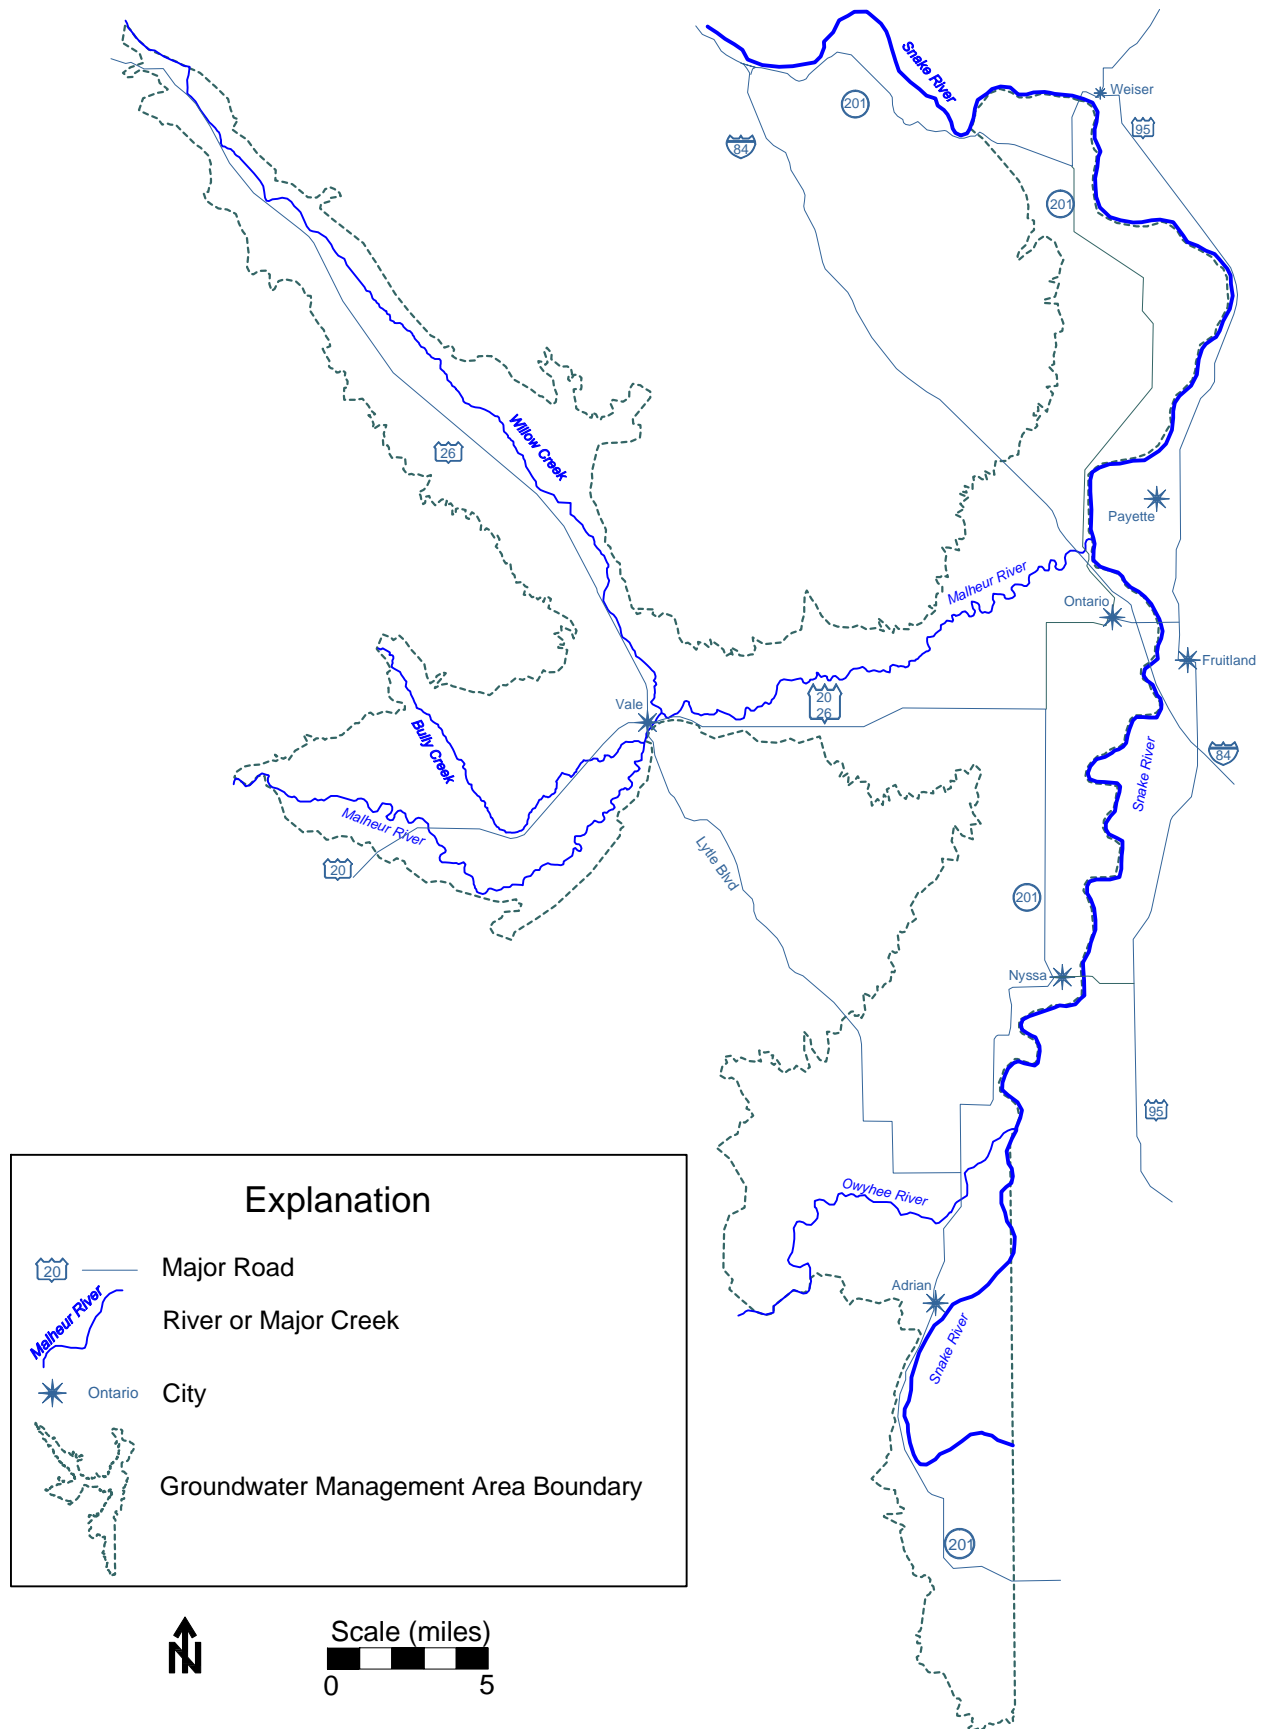 Snake River
Weiser
201
95
84
201
Willow Creek
26
Payette
Malheur River
Ontario
Fruitland
20
26
Vale
Bully Creek
84
Snake River
Malheur River
20
Lytle Blvd
201
Nyssa
95
Owyhee River
Adrian
Snake River
201
Explanation
20
Major Road
Malheur River
River or Major Creek
Ontario
City
Groundwater Management Area Boundary
N
Scale (miles)
0
5